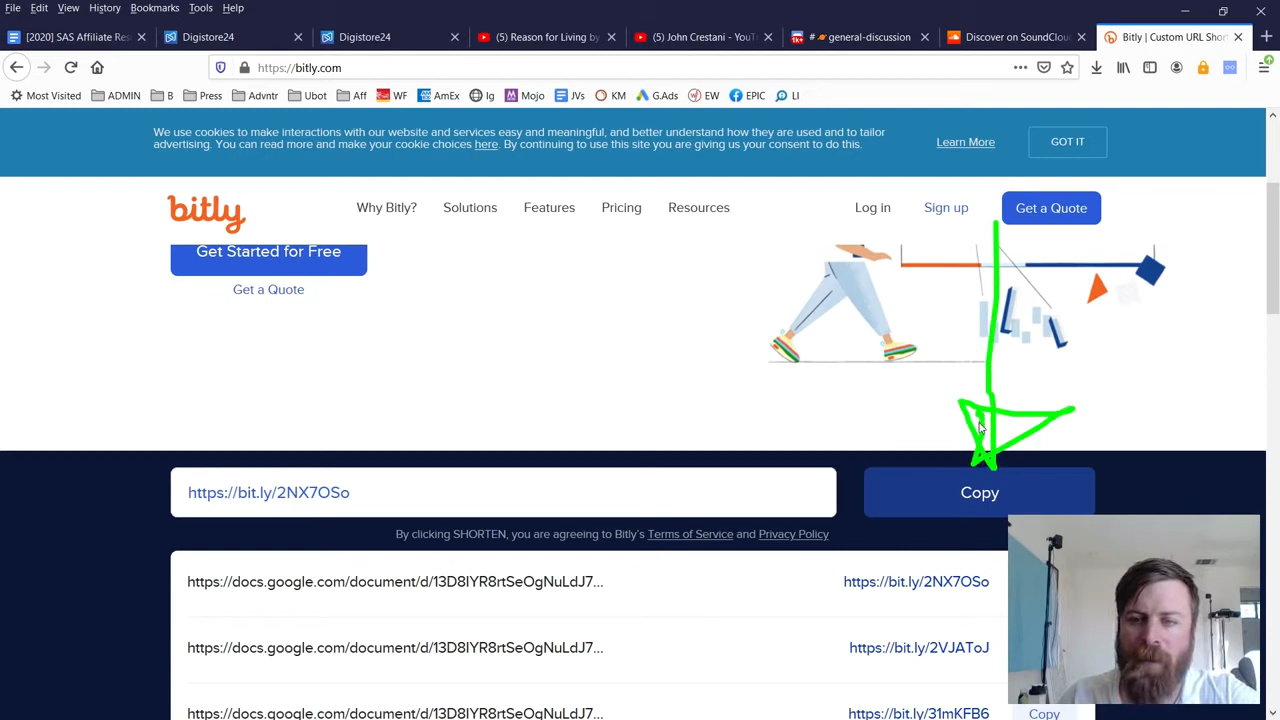 File Edit View History Bookmarks Tools Help
[2020] SAS Affiliate Res
Digistore24
Digistore24
(5) Reason for Living by
(5) John Crestani - YouTu
1k+ # general-discussion
Discover on SoundClou
Bitly | Custom URL Short
https://bitly.com
Most Visited ADMIN B Press Advntr Ubot Aff WF AmEx Ig Mojo JVs KM G.Ads EW EPIC LI
We use cookies to make interactions with our website and services easy and meaningful, and better understand how they are used and to tailor
advertising. You can read more and make your cookie choices here. By continuing to use this site you are giving us your consent to do this.
Learn More
GOT IT
bitly
Why Bitly? Solutions Features Pricing Resources
Log in Sign up Get a Quote
Get Started for Free
Get a Quote
https://bit.ly/2NX7OSo
Copy
By clicking SHORTEN, you are agreeing to Bitly's Terms of Service and Privacy Policy
https://docs.google.com/document/d/13D8IYR8rtSeOgNuLdJ7... https://bit.ly/2NX7OSo
https://docs.google.com/document/d/13D8IYR8rtSeOgNuLdJ7... https://bit.ly/2VJAToJ
https://docs.google.com/document/d/13D8IYR8rtSeOgNuLdJ7... https://bit.ly/31mKFB6 Copy